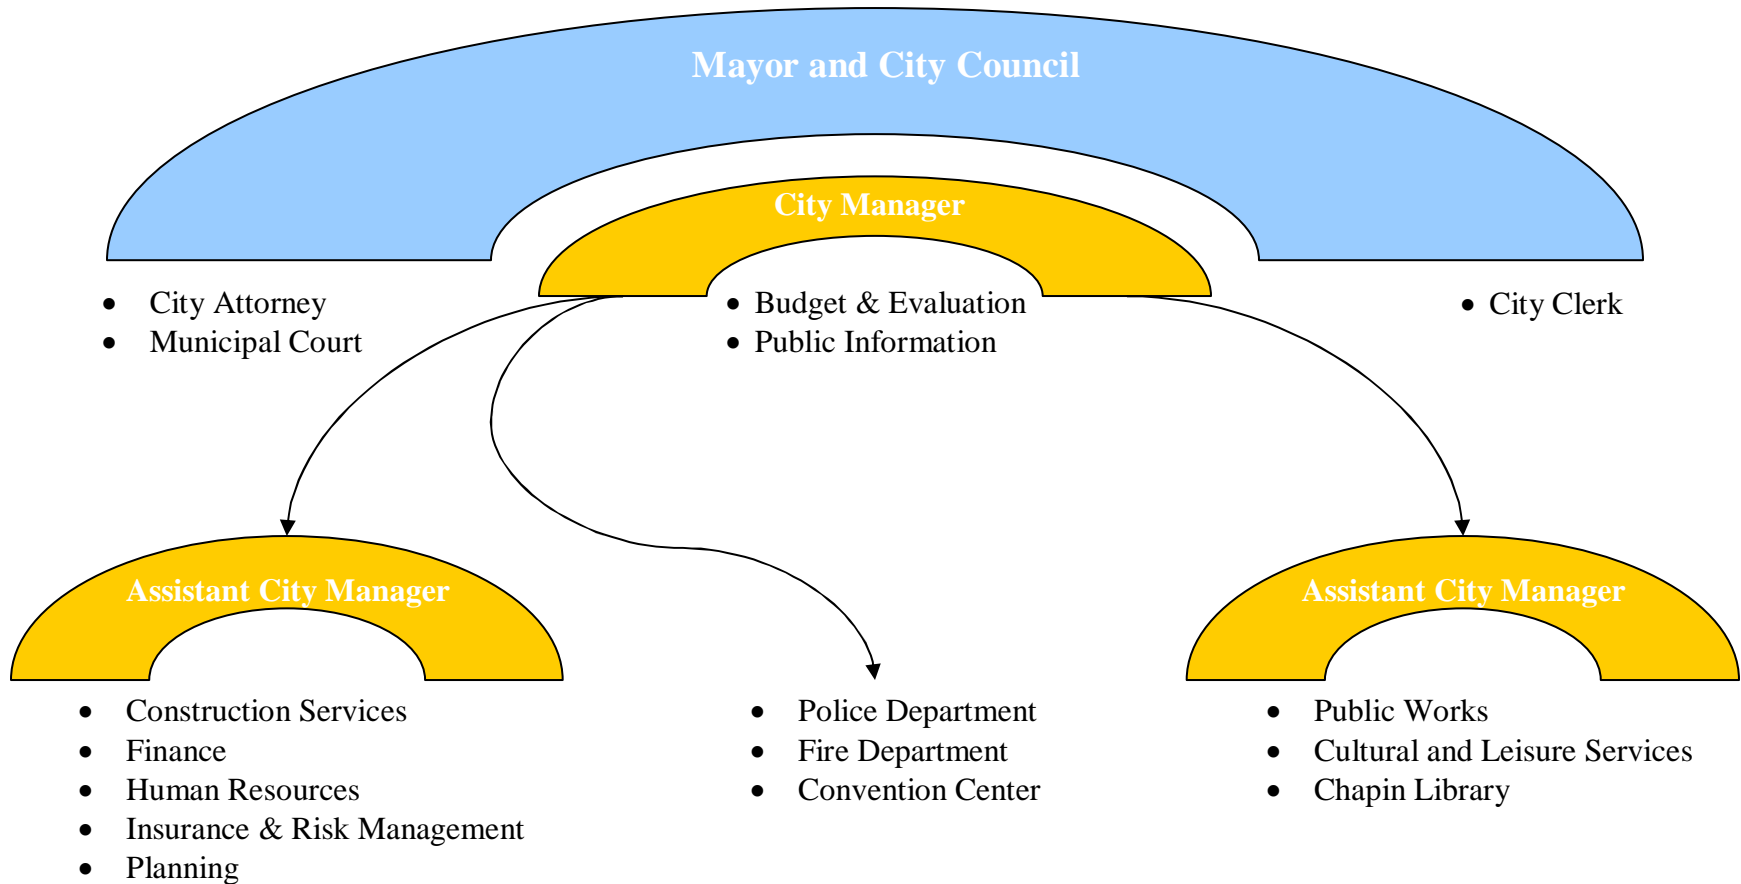 Mayor and City Council
City Manager
• City Attorney
• Municipal Court
• Budget & Evaluation
• Public Information
• City Clerk
Assistant City Manager
• Construction Services
• Finance
• Human Resources
• Insurance & Risk Management
• Planning
• Police Department
• Fire Department
• Convention Center
Assistant City Manager
• Public Works
• Cultural and Leisure Services
• Chapin Library